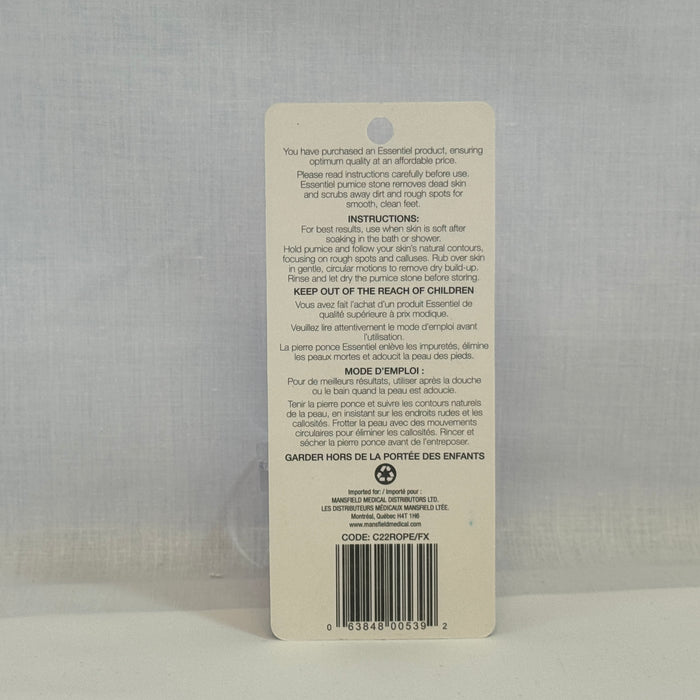 You have purchased an Essentiel product, ensuring
optimum quality at an affordable price.
Please read instructions carefully before use.
Essentiel pumice stone removes dead skin
and scrubs away dirt and rough spots for
smooth, clean feet.
INSTRUCTIONS:
For best results, use when skin is soft after
soaking in the bath or shower.
Hold pumice and follow your skin's natural contours,
focusing on rough spots and calluses. Rub over skin
in gentle, circular motions to remove dry build-up.
Rinse and let dry the pumice stone before storing.
KEEP OUT OF THE REACH OF CHILDREN
Vous avez fait l'achat d'un produit Essentiel de
qualité supérieure à prix modique.
Veuillez lire attentivement le mode d'emploi avant
l'utilisation.
La pierre ponce Essentiel enlève les impuretés, élimine
les peaux mortes et adoucit la peau des pieds.
MODE D'EMPLOI :
Pour de meilleurs résultats, utiliser après la douche
ou le bain quand la peau est adoucie.
Tenir la pierre ponce et suivre les contours naturels
de la peau, en insistant sur les endroits rudes et les
callosités. Frotter la peau avec des mouvements
circulaires pour éliminer les callosités. Rincer et
sécher la pierre ponce avant de l'entreposer.
GARDER HORS DE LA PORTÉE DES ENFANTS
Imported for: / Importé pour :
MANSFIELD MEDICAL DISTRIBUTORS LTD.
LES DISTRIBUTEURS MÉDICAUX MANSFIELD LTÉE.
Montréal, Québec H4T 1N6
www.mansfieldmedical.com
CODE: C22ROPE/FX
0 63848 00539 2